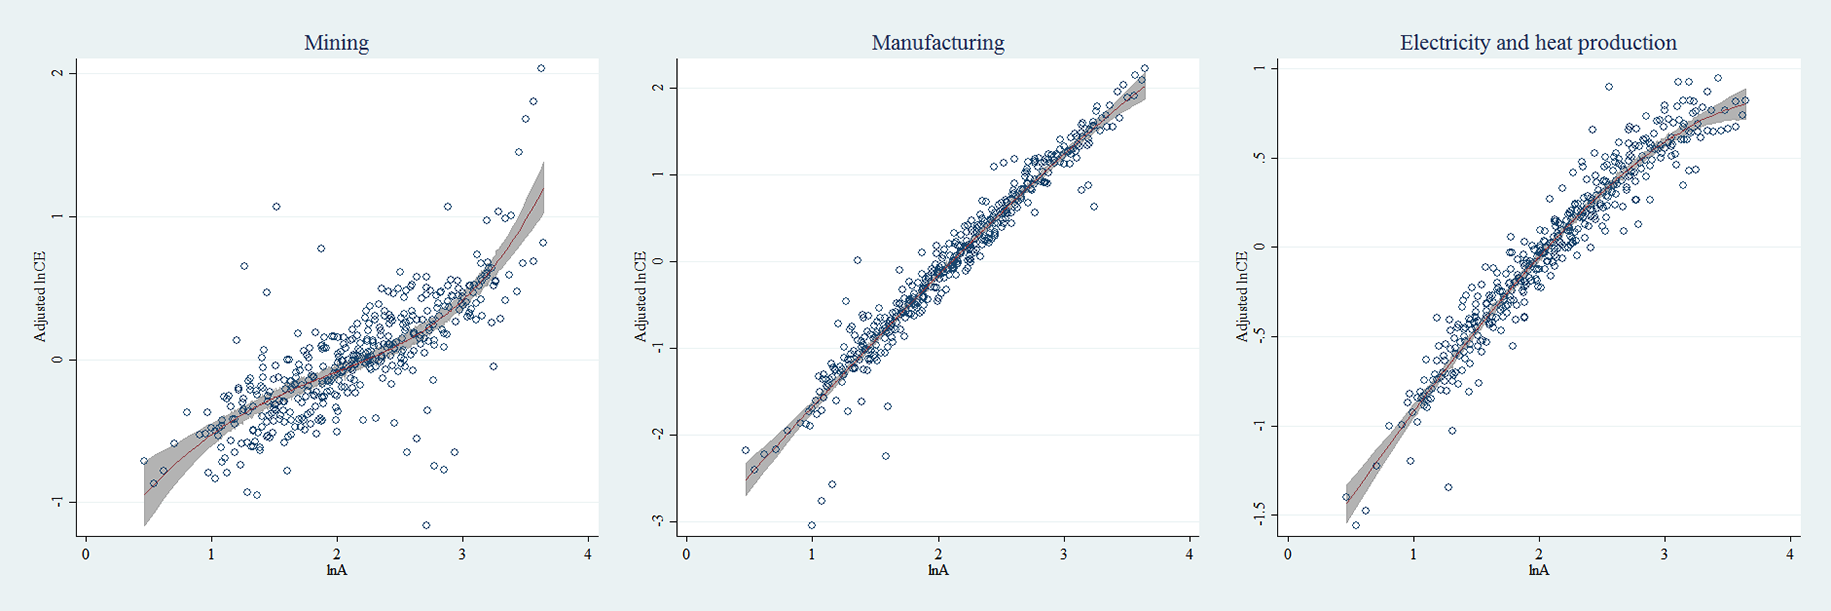 Mining
Adjusted lnCE
2
1
0
-1
0 1 2 3 4
lnA
Manufacturing
Adjusted lnCE
2
1
0
-1
-2
-3
0 1 2 3 4
lnA
Electricity and heat production
Adjusted lnCE
1
.5
0
-.5
-1
-1.5
0 1 2 3 4
lnA